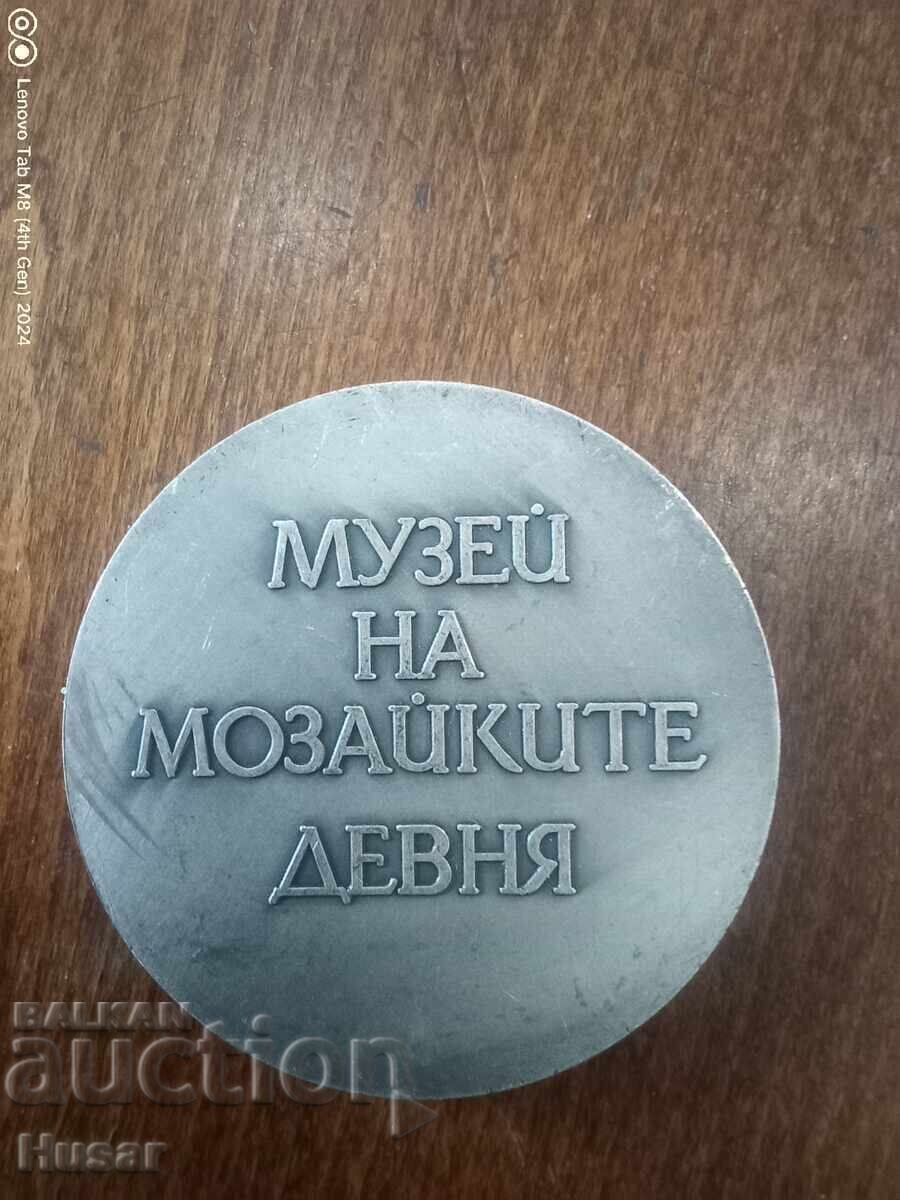 Lenovo Tab M8 (4th Gen) 2024
МУЗЕЙ
НА
МОЗАЙКИТЕ
ДЕВНЯ
BALKAN
auction
Husar